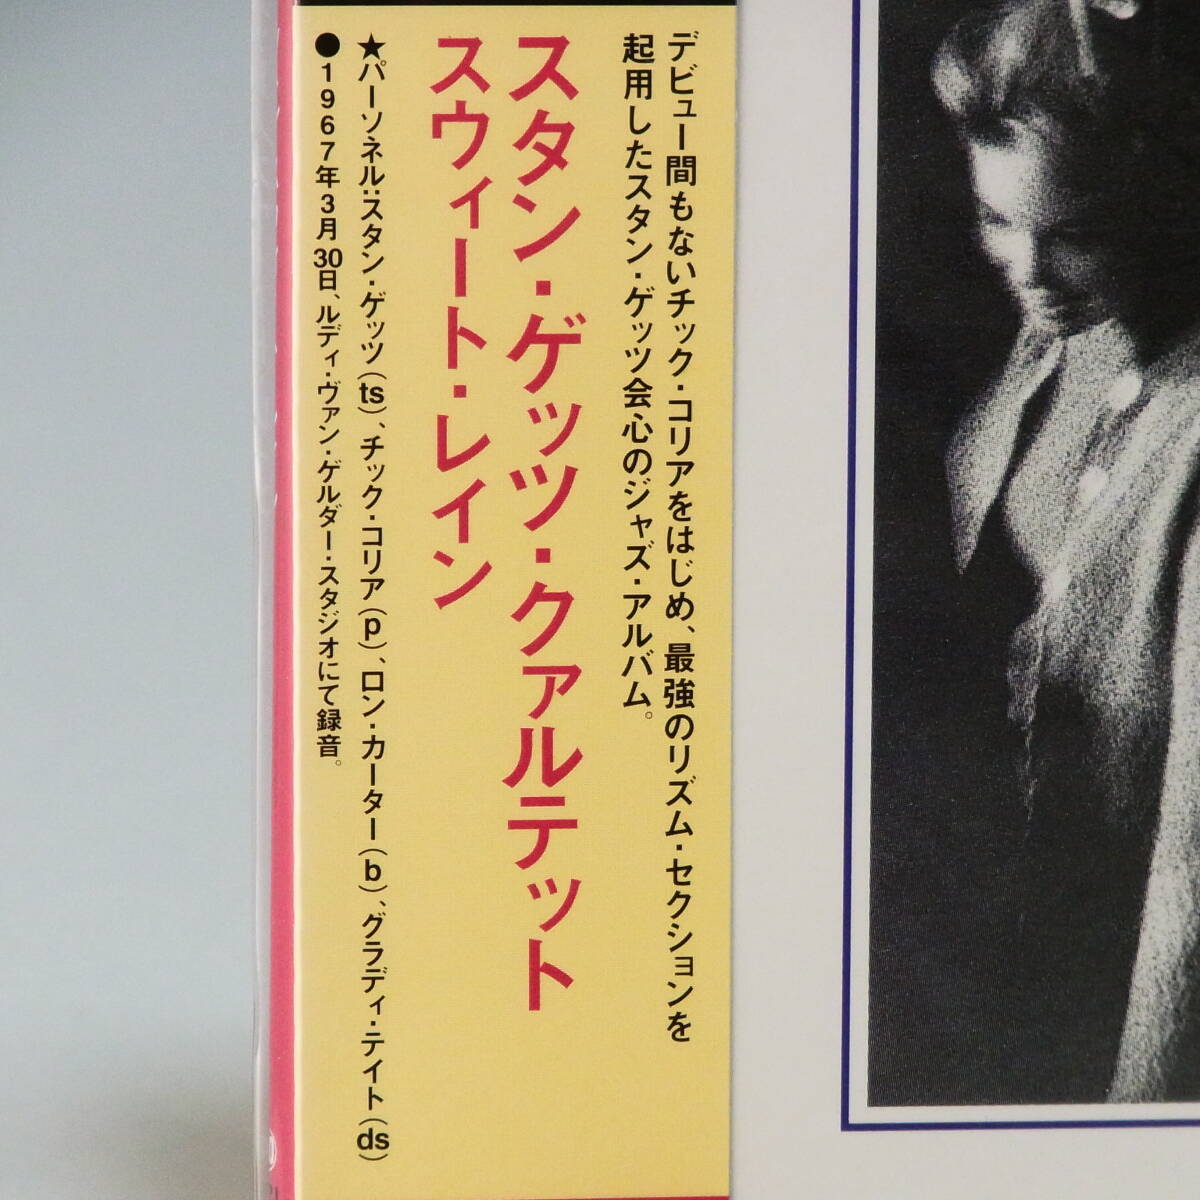 デビュー間もないチック・コリアをはじめ、最強のリズム・セクションを
起用したスタン・ゲッツ会心のジャズ・アルバム。
スタン・ゲッツ・クァルテット
スウィート・レイン
★パーソネル:スタン・ゲッツ(ts)、チック・コリア(p)、ロン・カーター(b)、グラディ・テイト(ds)
●1967年3月30日、ルディ・ヴァン・ゲルダー・スタジオにて録音。